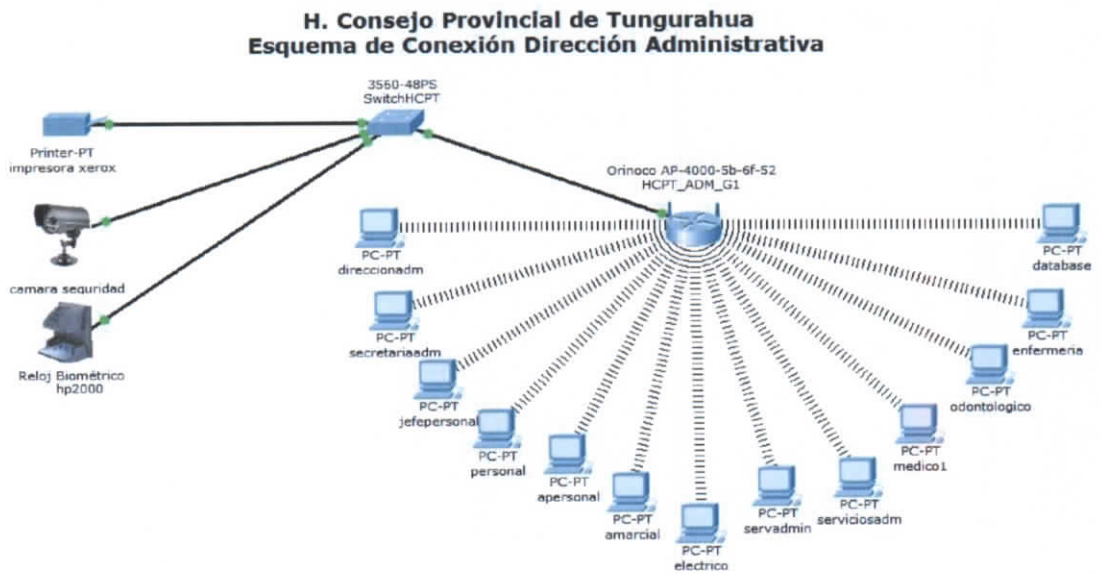 H. Consejo Provincial de Tungurahua
Esquema de Conexión Dirección Administrativa
3560-48PS
SwitchHCPT
Printer-PT
impresora xerox
Orinoco AP-4000-5b-6f-52
HCPT_ADM_G1
camara seguridad
Reloj Biométrico
hp2000
PC-PT
direccionadm
PC-PT
secretariaadm
PC-PT
jefepersonal
PC-PT
personal
PC-PT
apersonal
PC-PT
amarcial
PC-PT
electrico
PC-PT
servadmin
PC-PT
serviciosadm
PC-PT
medico1
PC-PT
odontologico
PC-PT
enfermeria
PC-PT
database